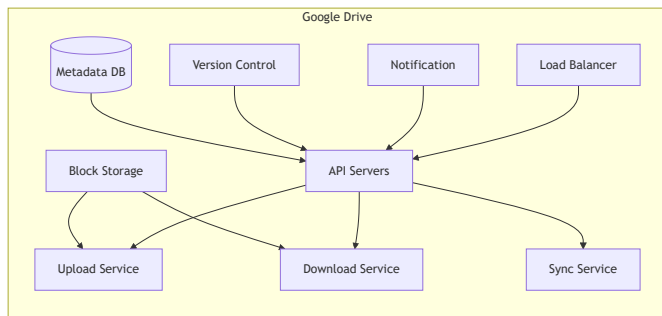 Google Drive
Metadata DB
Version Control
Notification
Load Balancer
Block Storage
API Servers
Upload Service
Download Service
Sync Service